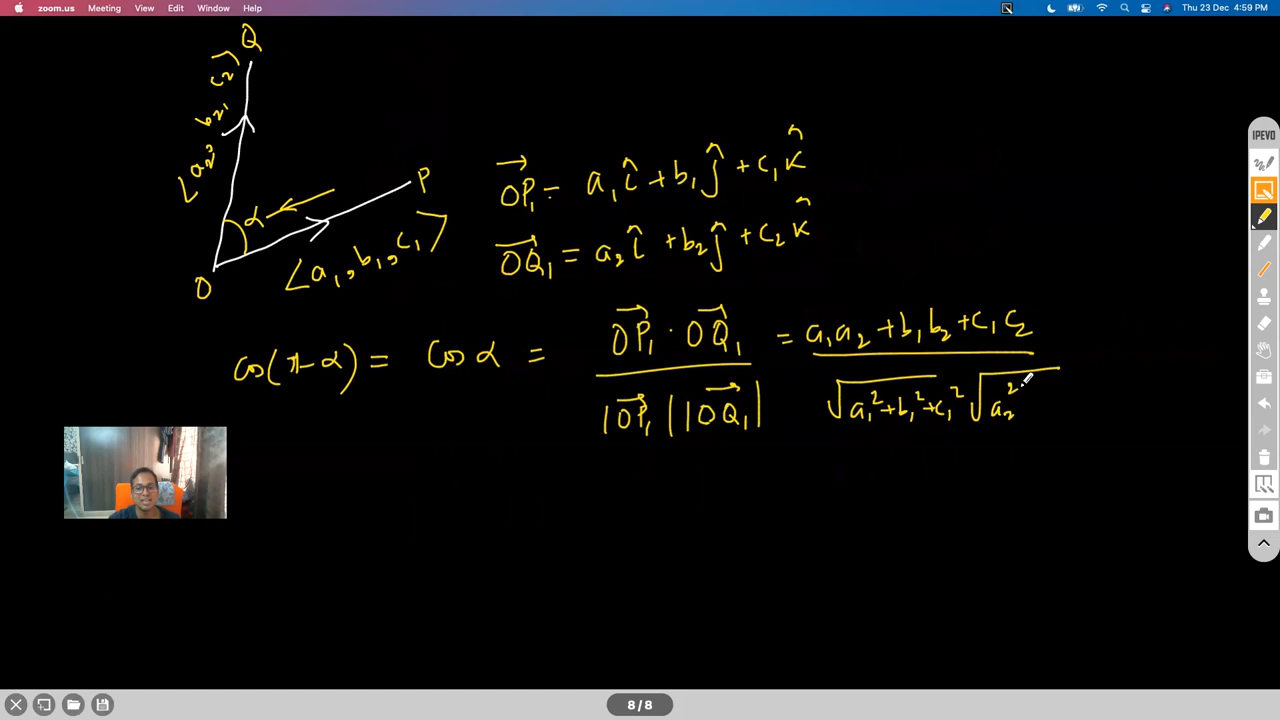 zoom.us Meeting View Edit Window Help Thu 23 Dec 4:59 PM
Q
⟨a₂, b₂, c₂⟩
P
α
⟨a₁, b₁, c₁⟩
O
OP₁ = a₁î + b₁ĵ + c₁k̂
OQ₁ = a₂î + b₂ĵ + c₂k̂
cos(π-α) = cos α = OP₁ · OQ₁ / |OP₁| |OQ₁| = a₁a₂ + b₁b₂ + c₁c₂ / √a₁²+b₁²+c₁² √a₂²
IPEVO
8/8